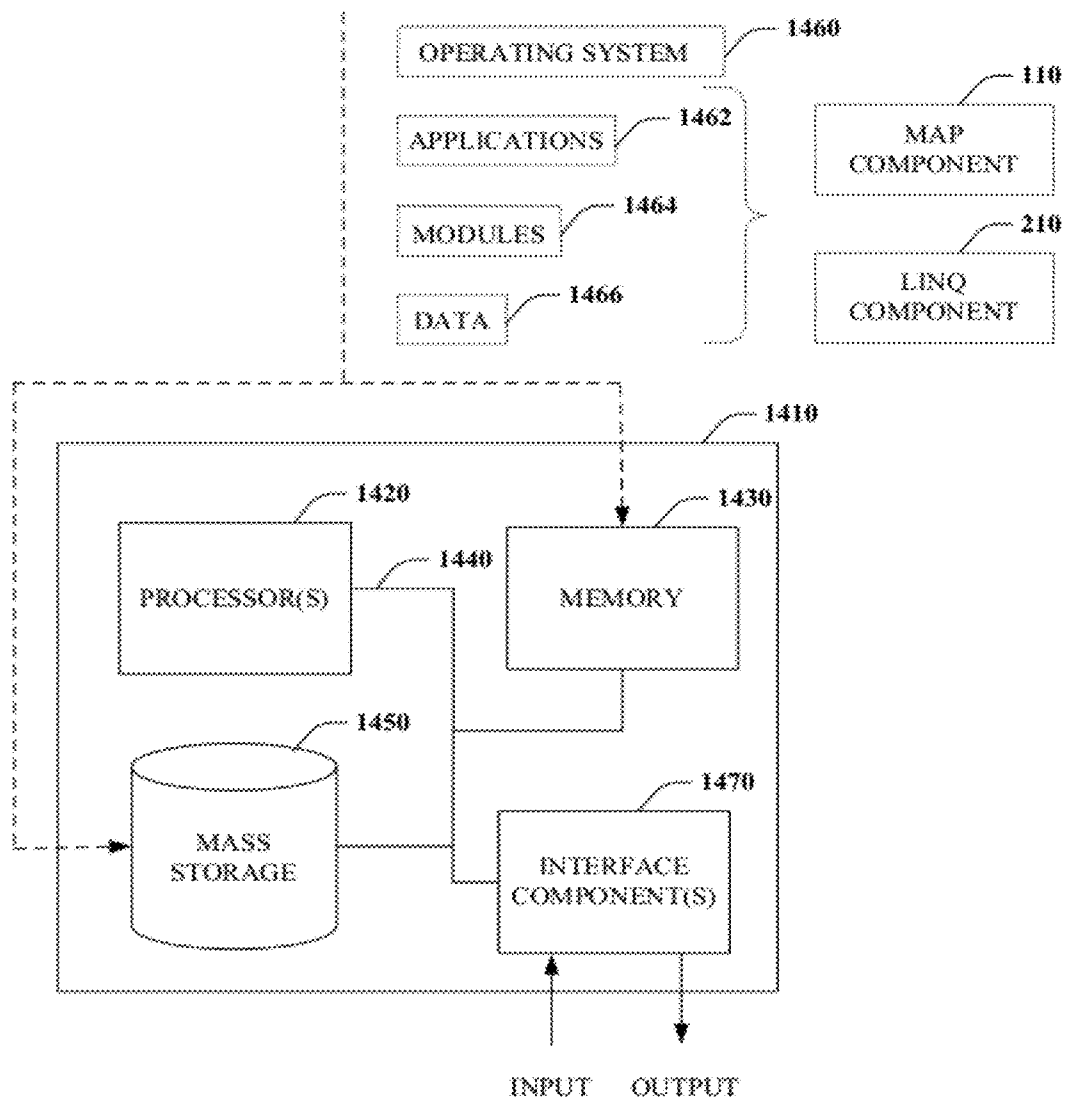 1460
OPERATING SYSTEM
110
MAP
COMPONENT
1462
APPLICATIONS
1464
MODULES
210
LINQ
COMPONENT
1466
DATA
1410
1420
PROCESSOR(S)
1430
MEMORY
1440
1450
MASS
STORAGE
1470
INTERFACE
COMPONENT(S)
INPUT
OUTPUT